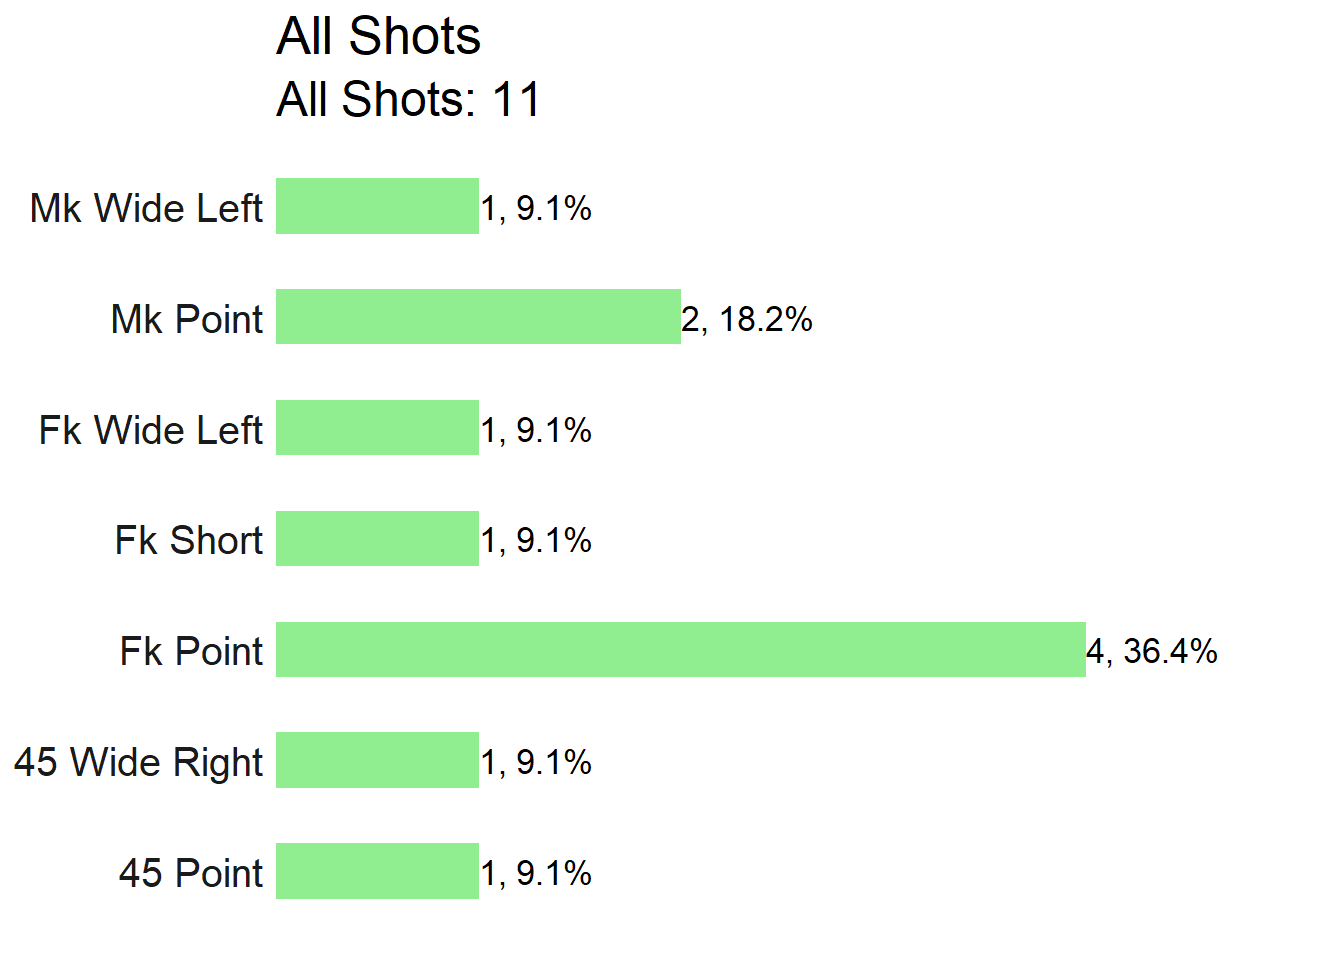 All Shots
All Shots: 11
Mk Wide Left 1, 9.1%
Mk Point 2, 18.2%
Fk Wide Left 1, 9.1%
Fk Short 1, 9.1%
Fk Point 4, 36.4%
45 Wide Right 1, 9.1%
45 Point 1, 9.1%